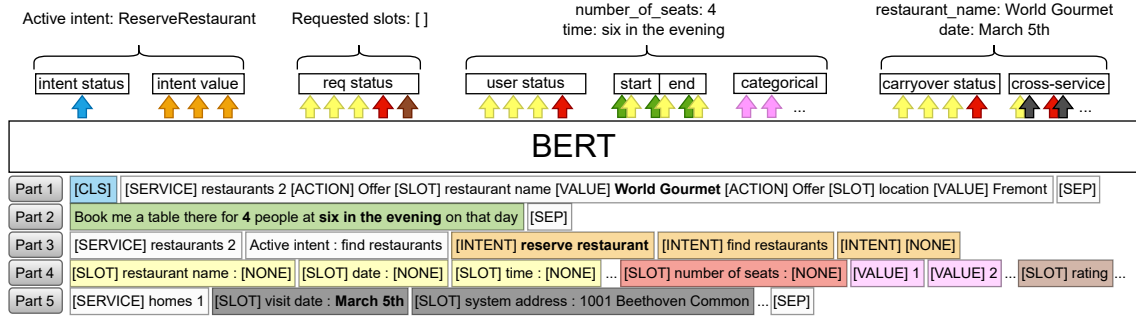 Active intent: ReserveRestaurant
Requested slots: [ ]
number_of_seats: 4
time: six in the evening
restaurant_name: World Gourmet
date: March 5th
intent status intent value req status user status start end categorical carryover status cross-service
... ...
BERT
Part 1 [CLS] [SERVICE] restaurants 2 [ACTION] Offer [SLOT] restaurant name [VALUE] World Gourmet [ACTION] Offer [SLOT] location [VALUE] Fremont [SEP]
Part 2 Book me a table there for 4 people at six in the evening on that day [SEP]
Part 3 [SERVICE] restaurants 2 Active intent : find restaurants [INTENT] reserve restaurant [INTENT] find restaurants [INTENT] [NONE]
Part 4 [SLOT] restaurant name : [NONE] [SLOT] date : [NONE] [SLOT] time : [NONE] ... [SLOT] number of seats : [NONE] [VALUE] 1 [VALUE] 2 ... [SLOT] rating ...
Part 5 [SERVICE] homes 1 [SLOT] visit date : March 5th [SLOT] system address : 1001 Beethoven Common ... [SEP]